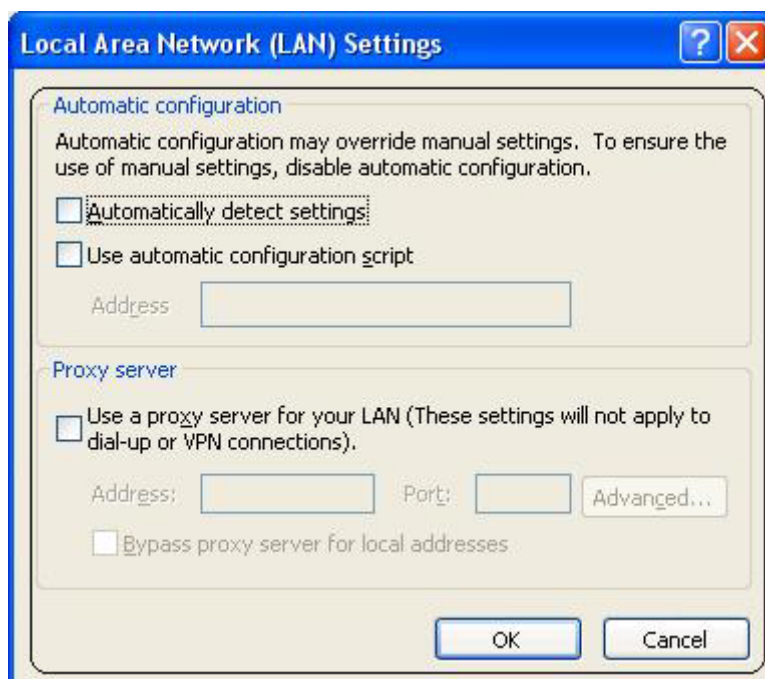 Local Area Network (LAN) Settings
Automatic configuration
Automatic configuration may override manual settings. To ensure the
use of manual settings, disable automatic configuration.
Automatically detect settings
Use automatic configuration script
Address
Proxy server
Use a proxy server for your LAN (These settings will not apply to
dial-up or VPN connections).
Address:
Port:
Advanced...
Bypass proxy server for local addresses
OK
Cancel